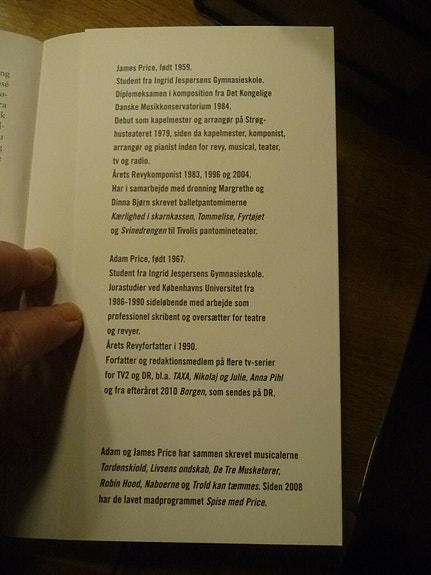 ng
sé
o-
ra
k
l-
u
g
e
James Price, født 1959.
Student fra Ingrid Jespersens Gymnasieskole.
Diplomeksamen i komposition fra Det Kongelige
Danske Musikkonservatorium 1984.
Debut som kapelmester og arrangør på Strøg-
husteateret 1979, siden da kapelmester, komponist,
arrangør og pianist inden for revy, musical, teater,
tv og radio.
Årets Revykomponist 1983, 1996 og 2004.
Har i samarbejde med dronning Margrethe og
Dinna Bjørn skrevet balletpantomimerne
Kærlighed i skarnkassen, Tommelise, Fyrtøjet
og Svinedrengen til Tivolis pantomineteater.
Adam Price, født 1967.
Student fra Ingrid Jespersens Gymnasieskole.
Jurastudier ved Københavns Universitet fra
1986-1990 sideløbende med arbejde som
professionel skribent og oversætter for teatre
og revyer.
Årets Revyforfatter i 1990.
Forfatter og redaktionsmedlem på flere tv-serier
for TV2 og DR, bl.a. TAXA, Nikolaj og Julie, Anna Pihl
og fra efteråret 2010 Borgen, som sendes på DR.
Adam og James Price har sammen skrevet musicalerne
Tordenskiold, Livsens ondskab, De Tre Musketerer,
Robin Hood, Naboerne og Trold kan tæmmes. Siden 2008
har de lavet madprogrammet Spise med Price.